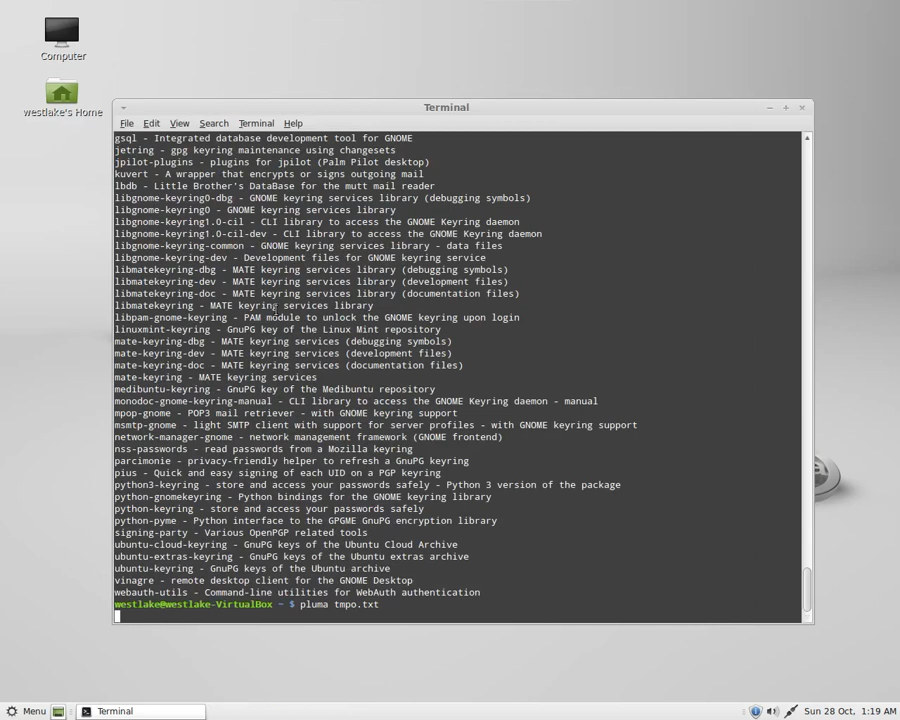 Computer
westlake's Home
Terminal
File Edit View Search Terminal Help
gsql - Integrated database development tool for GNOME
jetring - gpg keyring maintenance using changesets
jpilot-plugins - plugins for jpilot (Palm Pilot desktop)
kuvert - A wrapper that encrypts or signs outgoing mail
lbdb - Little Brother's DataBase for the mutt mail reader
libgnome-keyring0-dbg - GNOME keyring services library (debugging symbols)
libgnome-keyring0 - GNOME keyring services library
libgnome-keyring1.0-cil - CLI library to access the GNOME Keyring daemon
libgnome-keyring1.0-cil-dev - CLI library to access the GNOME Keyring daemon
libgnome-keyring-common - GNOME keyring services library - data files
libgnome-keyring-dev - Development files for GNOME keyring service
libmatekeyring-dbg - MATE keyring services library (debugging symbols)
libmatekeyring-dev - MATE keyring services library (development files)
libmatekeyring-doc - MATE keyring services library (documentation files)
libmatekeyring - MATE keyring services library
libpam-gnome-keyring - PAM module to unlock the GNOME keyring upon login
linuxmint-keyring - GnuPG key of the Linux Mint repository
mate-keyring-dbg - MATE keyring services (debugging symbols)
mate-keyring-dev - MATE keyring services (development files)
mate-keyring-doc - MATE keyring services (documentation files)
mate-keyring - MATE keyring services
medibuntu-keyring - GnuPG key of the Medibuntu repository
monodoc-gnome-keyring-manual - CLI library to access the GNOME Keyring daemon - manual
mpop-gnome - POP3 mail retriever - with GNOME keyring support
msmtp-gnome - light SMTP client with support for server profiles - with GNOME keyring support
network-manager-gnome - network management framework (GNOME frontend)
nss-passwords - read passwords from a Mozilla keyring
parcimonie - privacy-friendly helper to refresh a GnuPG keyring
pius - Quick and easy signing of each UID on a PGP keyring
python3-keyring - store and access your passwords safely - Python 3 version of the package
python-gnomekeyring - Python bindings for the GNOME keyring library
python-keyring - store and access your passwords safely
python-pyme - Python interface to the GPGME GnuPG encryption library
signing-party - Various OpenPGP related tools
ubuntu-cloud-keyring - GnuPG keys of the Ubuntu Cloud Archive
ubuntu-extras-keyring - GnuPG keys of the Ubuntu extras archive
ubuntu-keyring - GnuPG keys of the Ubuntu archive
vinagre - remote desktop client for the GNOME Desktop
webauth-utils - Command-line utilities for WebAuth authentication
westlake@westlake-VirtualBox ~ $ pluma tmpo.txt
Menu Terminal Sun 28 Oct, 1:19 AM